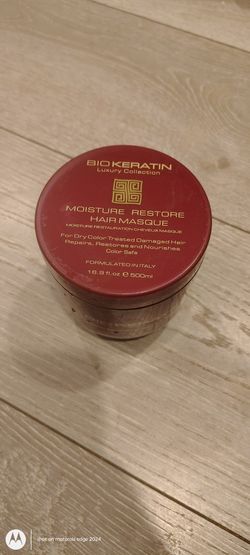 BIO KERATIN
Luxury Collection
MOISTURE RESTORE
HAIR MASQUE
MOISTURE RESTAURATION CHEVEUX MASQUE
For Dry Color Treated Damaged Hair
Repairs, Restores and Nourishes
Color Safe
FORMULATED IN ITALY
16.9 fl.oz ℮ 500ml
shot on motorola edge 2024